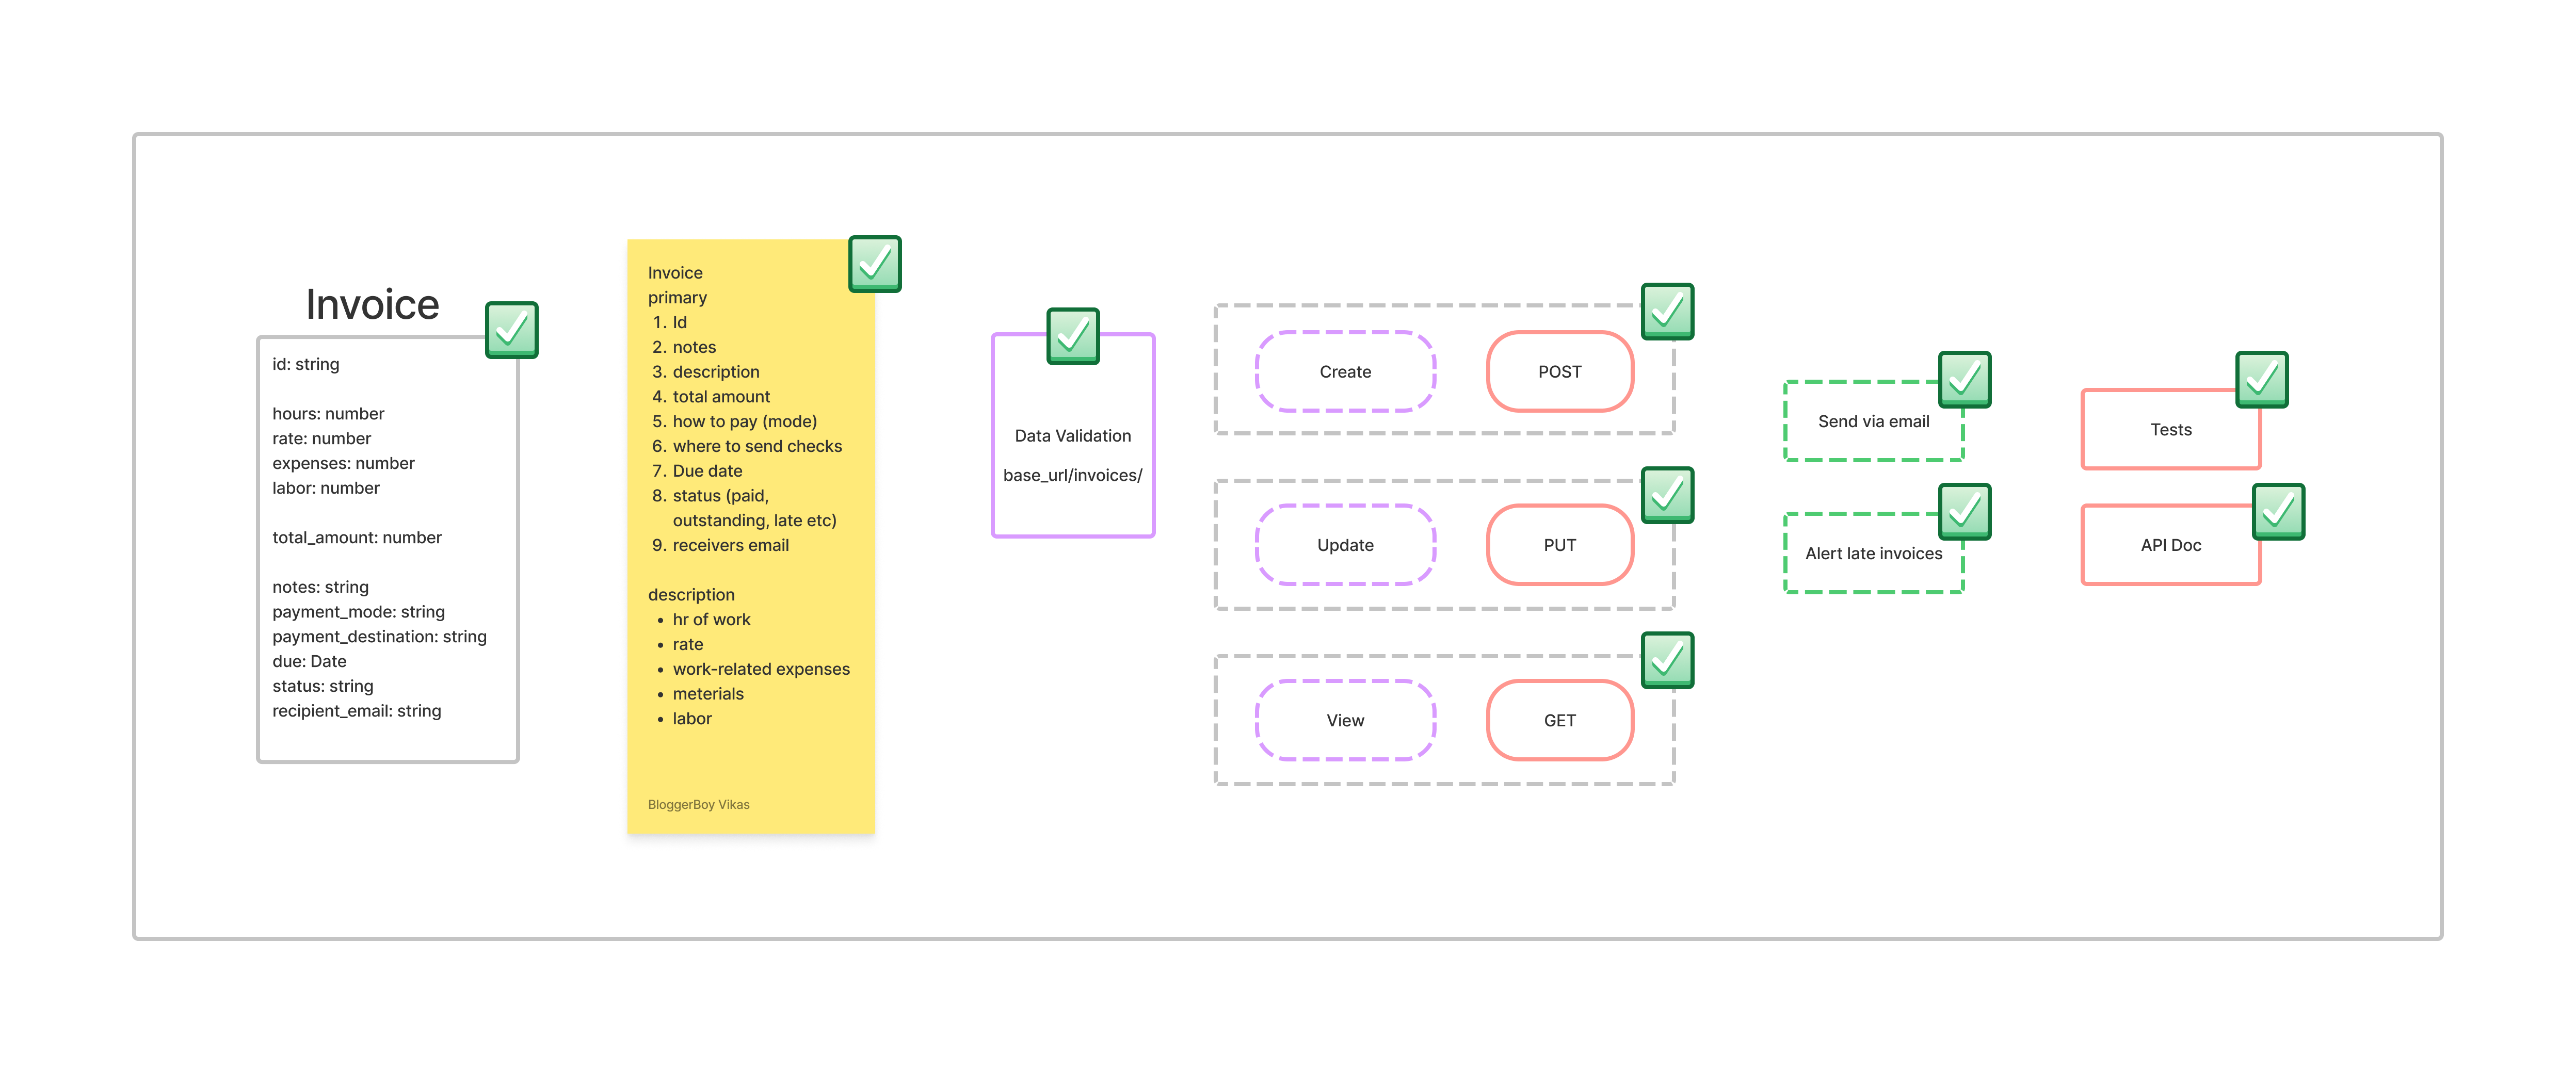 Invoice
id: string
hours: number
rate: number
expenses: number
labor: number
total_amount: number
notes: string
payment_mode: string
payment_destination: string
due: Date
status: string
recipient_email: string
Invoice
primary
1. Id
2. notes
3. description
4. total amount
5. how to pay (mode)
6. where to send checks
7. Due date
8. status (paid,
outstanding, late etc)
9. receivers email
description
• hr of work
• rate
• work-related expenses
• meterials
• labor
BloggerBoy Vikas
Data Validation
base_url/invoices/
Create
POST
Update
PUT
View
GET
Send via email
Alert late invoices
Tests
API Doc